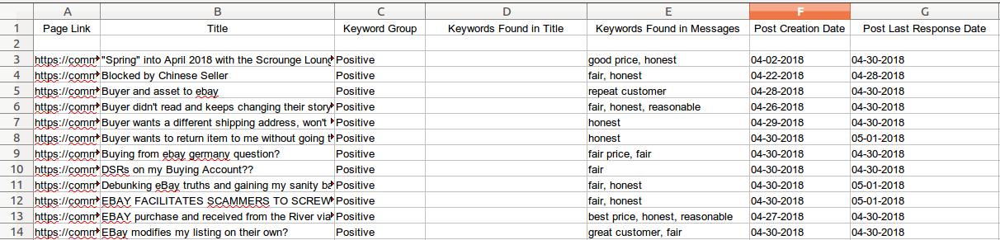 A B C D E F G
1 Page Link Title Keyword Group Keywords Found in Title Keywords Found in Messages Post Creation Date Post Last Response Date
2
3 https://comm "Spring" into April 2018 with the Scrounge Loung Positive good price, honest 04-02-2018 04-30-2018
4 https://comm Blocked by Chinese Seller Positive fair, honest 04-22-2018 04-28-2018
5 https://comm Buyer and asset to ebay Positive repeat customer 04-28-2018 04-30-2018
6 https://comm Buyer didn't read and keeps changing their story Positive fair, honest, reasonable 04-26-2018 04-30-2018
7 https://comm Buyer wants a different shipping address, won't Positive honest 04-29-2018 04-30-2018
8 https://comm Buyer wants to return item to me without going t Positive honest 04-30-2018 05-01-2018
9 https://comm Buying from ebay germany question? Positive fair price, fair 04-30-2018 04-30-2018
10 https://comm DSRs on my Buying Account?? Positive fair 04-30-2018 04-30-2018
11 https://comm Debunking eBay truths and gaining my sanity ba Positive fair, honest 04-30-2018 05-01-2018
12 https://comm EBAY FACILITATES SCAMMERS TO SCREW Positive fair, honest 04-30-2018 05-01-2018
13 https://comm EBAY purchase and received from the River via Positive best price, honest, reasonable 04-27-2018 04-30-2018
14 https://comm EBay modifies my listing on their own? Positive great customer, fair 04-30-2018 04-30-2018